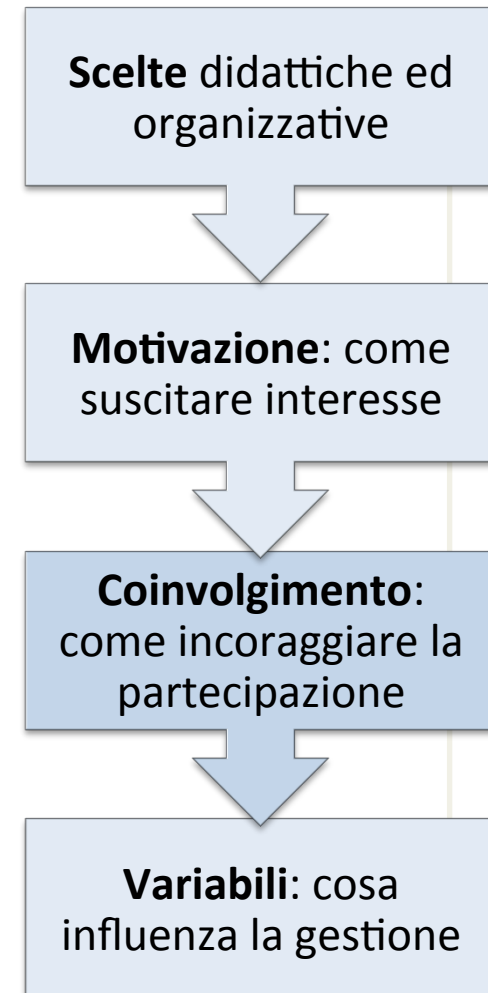 Scelte didattiche ed
organizzative
Motivazione: come
suscitare interesse
Coinvolgimento:
come incoraggiare la
partecipazione
Variabili: cosa
influenza la gestione